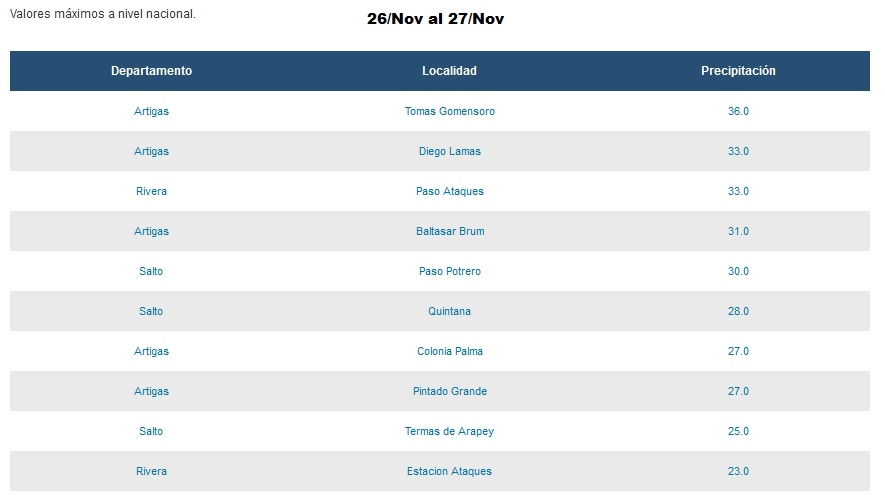 Valores máximos a nivel nacional.
26/Nov al 27/Nov
Departamento Localidad Precipitación
Artigas Tomas Gomensoro 36.0
Artigas Diego Lamas 33.0
Rivera Paso Ataques 33.0
Artigas Baltasar Brum 31.0
Salto Paso Potrero 30.0
Salto Quintana 28.0
Artigas Colonia Palma 27.0
Artigas Pintado Grande 27.0
Salto Termas de Arapey 25.0
Rivera Estacion Ataques 23.0